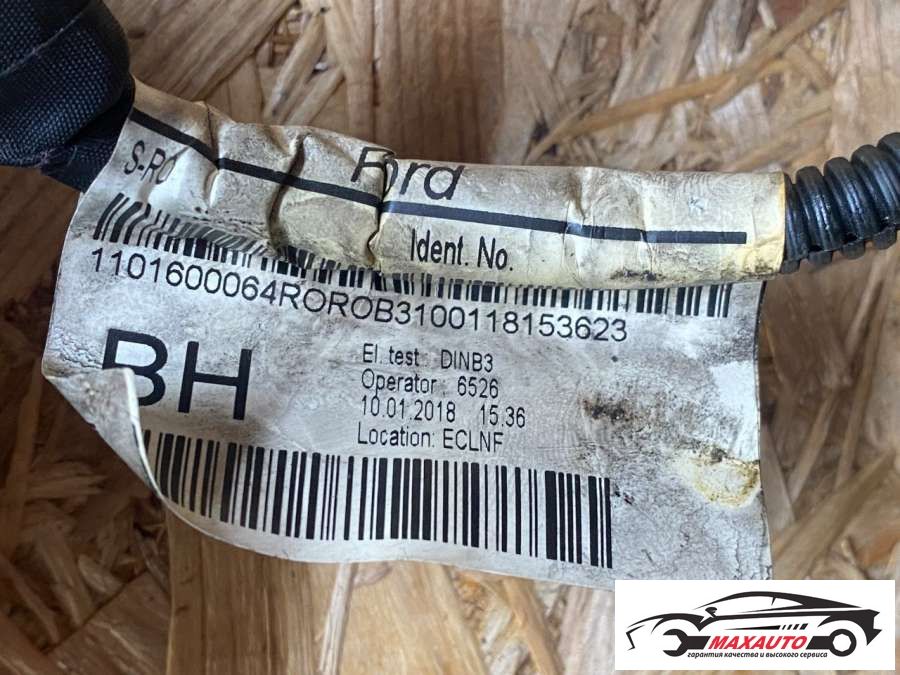 Ford
S-RO
Ident. No.
1101600064ROROB3100118153623
BH
El. test : DINB3
Operator : 6526
10.01.2018 15.36
Location: ECLNF
MAXAUTO
гарантия качества и высокого сервиса